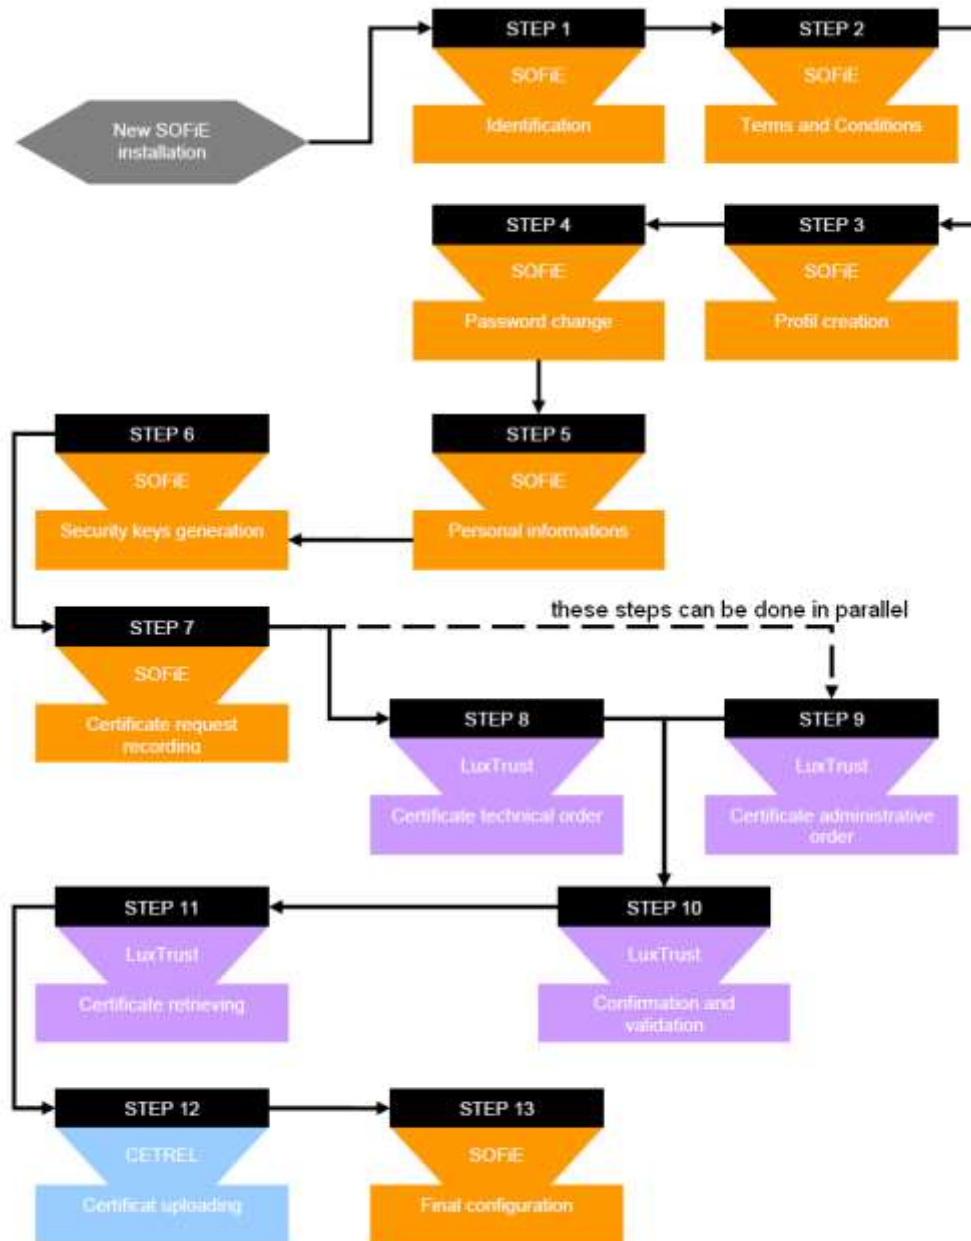 New SOFiE
installation
STEP 1
SOFiE
Identification
STEP 2
SOFiE
Terms and Conditions
STEP 3
SOFiE
Profil creation
STEP 4
SOFiE
Password change
STEP 5
SOFiE
Personal informations
STEP 6
SOFiE
Security keys generation
STEP 7
SOFiE
Certificate request
recording
these steps can be done in parallel
STEP 8
LuxTrust
Certificate technical order
STEP 9
LuxTrust
Certificate administrative
order
STEP 10
LuxTrust
Confirmation and
validation
STEP 11
LuxTrust
Certificate retrieving
STEP 12
CETREL
Certificat uploading
STEP 13
SOFiE
Final configuration